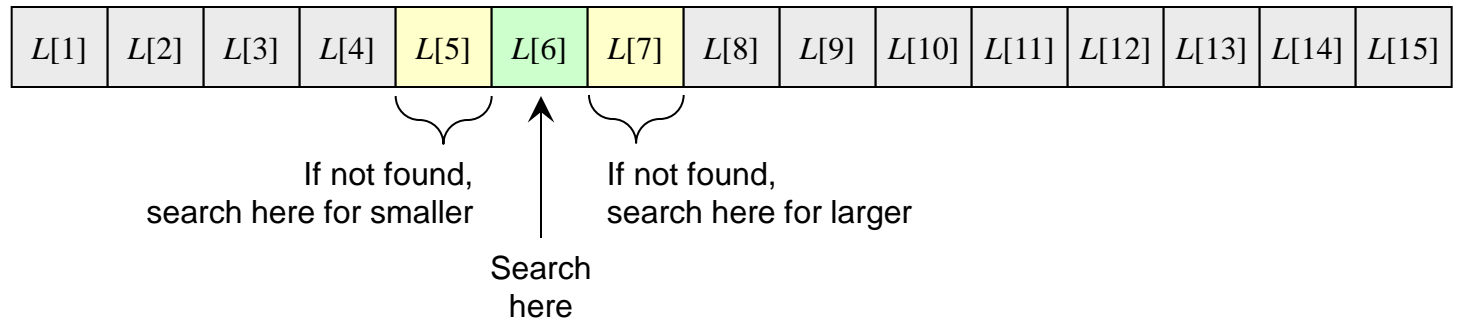 L[1] L[2] L[3] L[4] L[5] L[6] L[7] L[8] L[9] L[10] L[11] L[12] L[13] L[14] L[15]
If not found,
search here for smaller
If not found,
search here for larger
Search
here